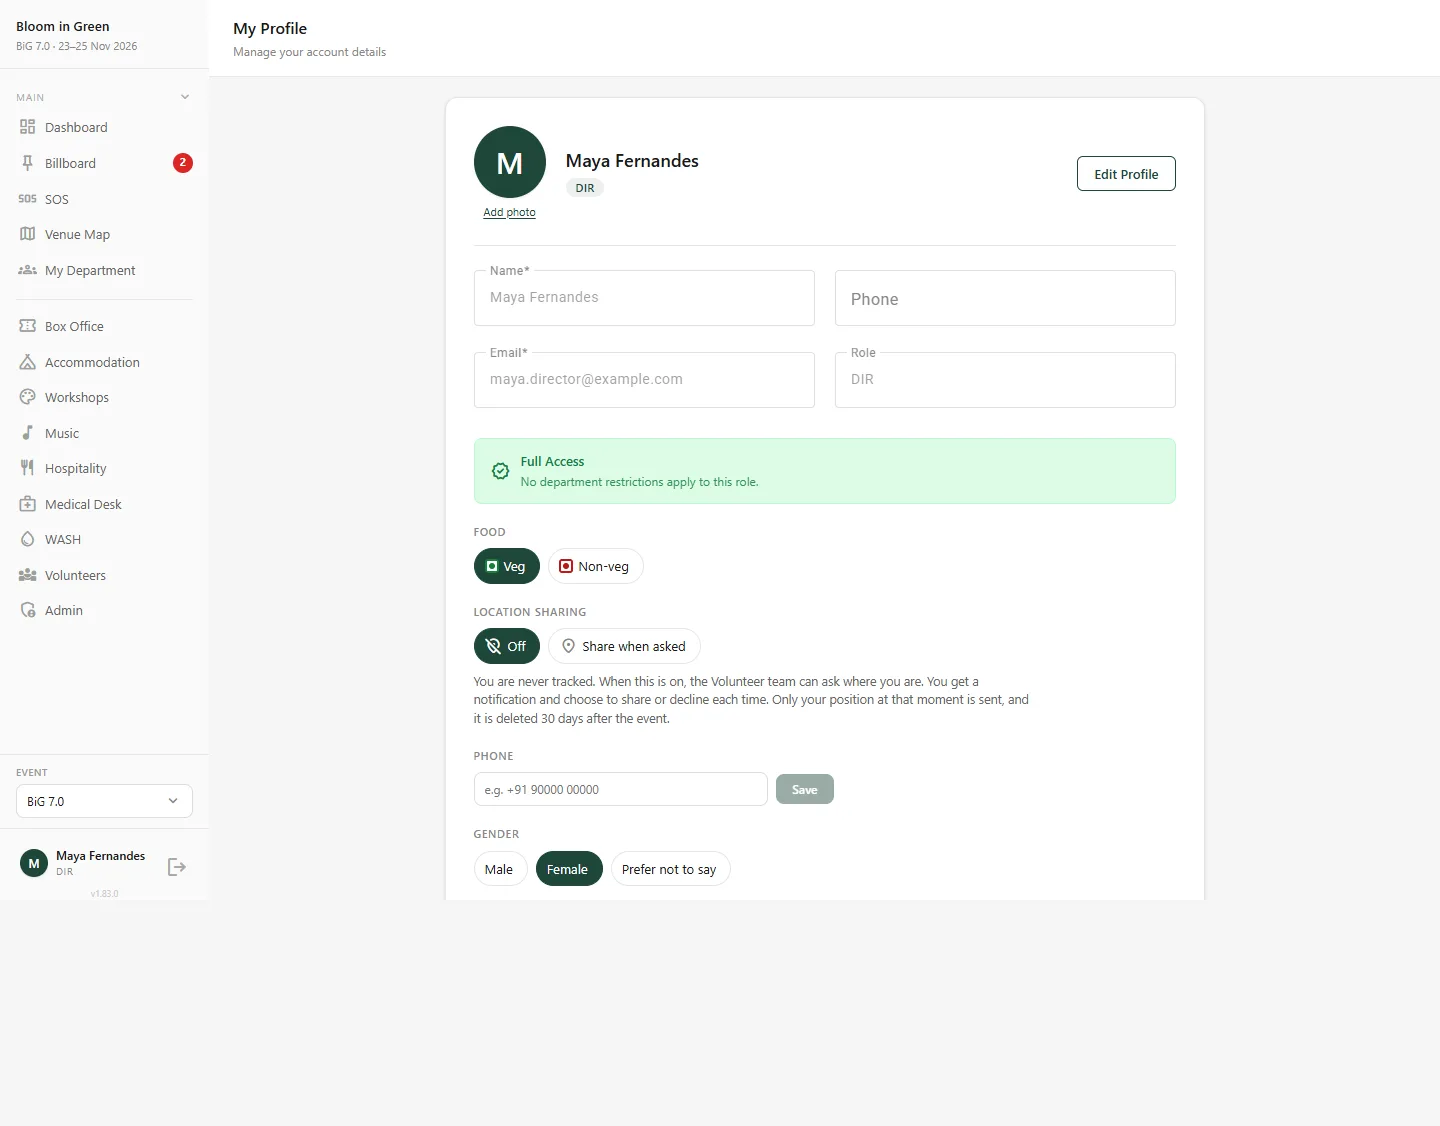 Bloom in Green
BiG 7.0 · 23–25 Nov 2026
MAIN
Dashboard
Billboard
2
SOS
SOS
Venue Map
My Department
Box Office
Accommodation
Workshops
Music
Hospitality
Medical Desk
WASH
Volunteers
Admin
EVENT
BiG 7.0
M
Maya Fernandes
DIR
v1.83.0
My Profile
Manage your account details
M
Add photo
Maya Fernandes
DIR
Edit Profile
Name*
Maya Fernandes
Phone
Email*
maya.director@example.com
Role
DIR
Full Access
No department restrictions apply to this role.
FOOD
Veg
Non-veg
LOCATION SHARING
Off
Share when asked
You are never tracked. When this is on, the Volunteer team can ask where you are. You get a
notification and choose to share or decline each time. Only your position at that moment is sent, and
it is deleted 30 days after the event.
PHONE
e.g. +91 90000 00000
Save
GENDER
Male
Female
Prefer not to say